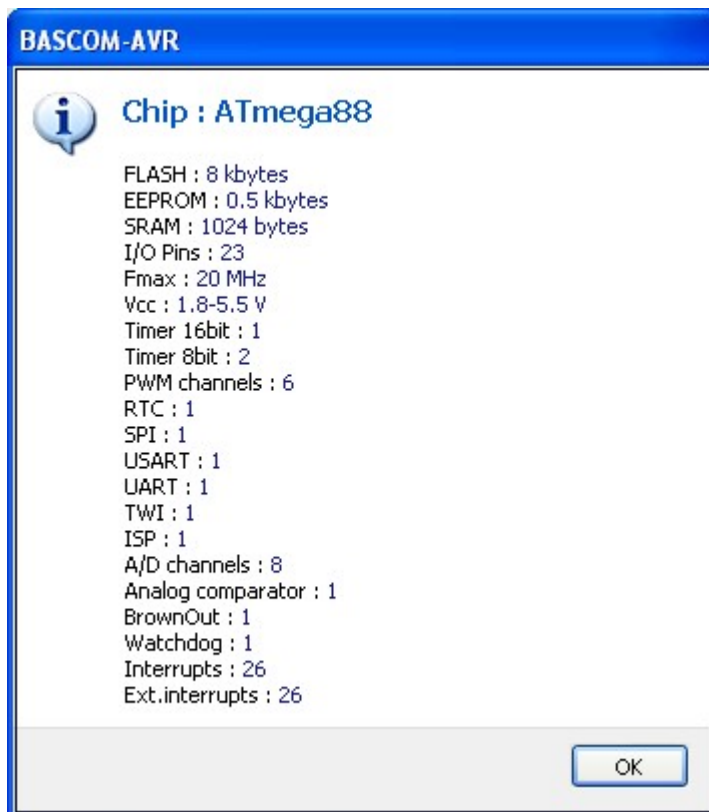 BASCOM-AVR
Chip : ATmega88
FLASH : 8 kbytes
EEPROM : 0.5 kbytes
SRAM : 1024 bytes
I/O Pins : 23
Fmax : 20 MHz
Vcc : 1.8-5.5 V
Timer 16bit : 1
Timer 8bit : 2
PWM channels : 6
RTC : 1
SPI : 1
USART : 1
UART : 1
TWI : 1
ISP : 1
A/D channels : 8
Analog comparator : 1
BrownOut : 1
Watchdog : 1
Interrupts : 26
Ext.interrupts : 26
OK